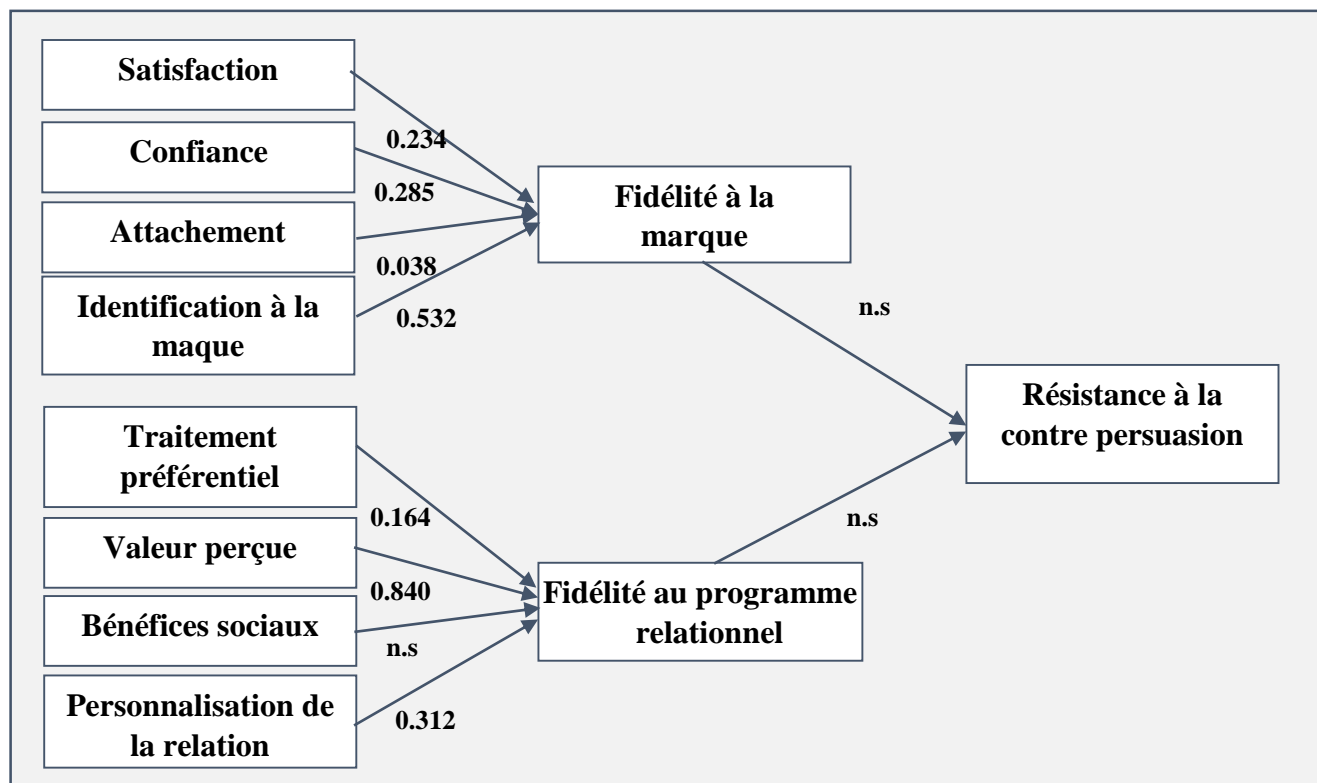 Satisfaction
0.234
Confiance
0.285
Attachement
0.038
Identification à la
maque
0.532
Fidélité à la
marque
n.s
Résistance à la
contre persuasion
Traitement
préférentiel
0.164
Valeur perçue
0.840
Bénéfices sociaux
n.s
Personnalisation de
la relation
0.312
Fidélité au programme
relationnel
n.s